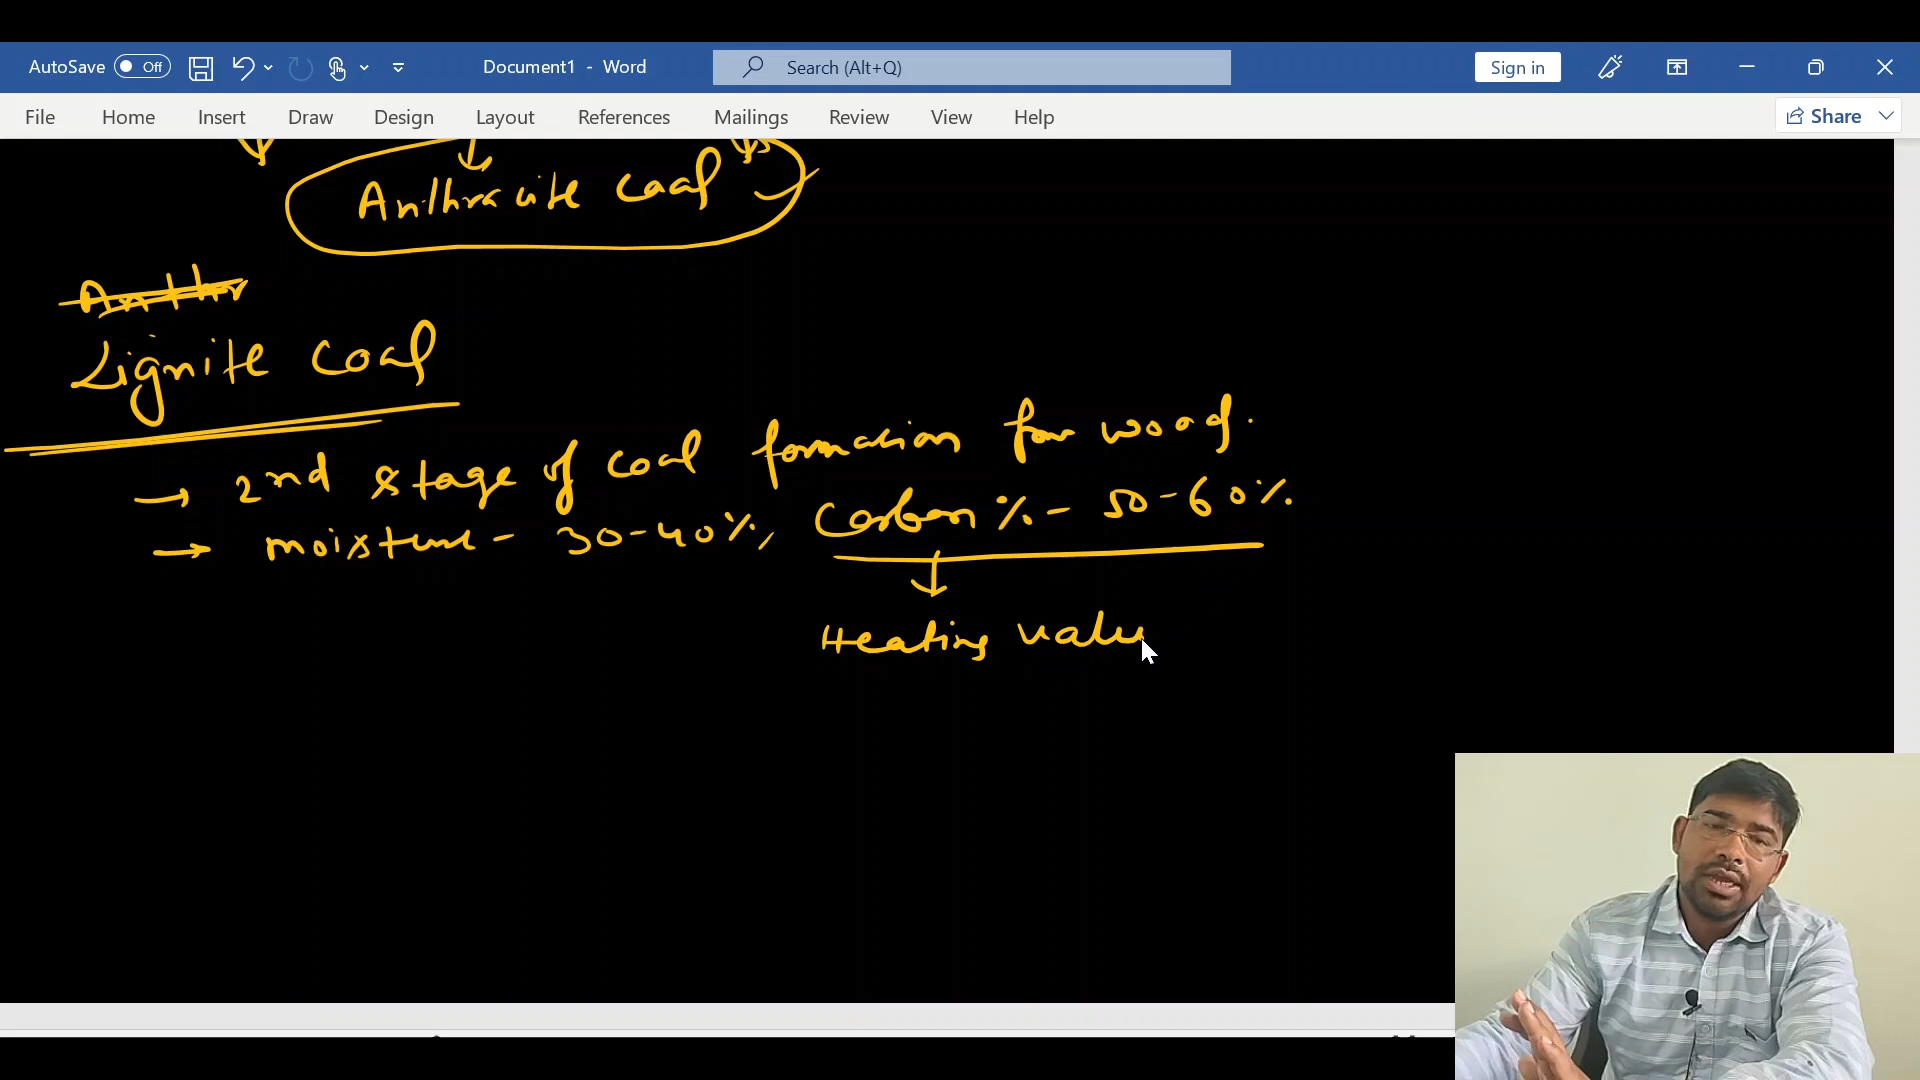 AutoSave Off Document1 - Word Search (Alt+Q) Sign in
File Home Insert Draw Design Layout References Mailings Review View Help Share
Anthracite coal
Anthr
Lignite coal
→ 2nd stage of coal formation for wood.
→ moisture - 30-40%, Carbon % - 50-60%
Heating valu